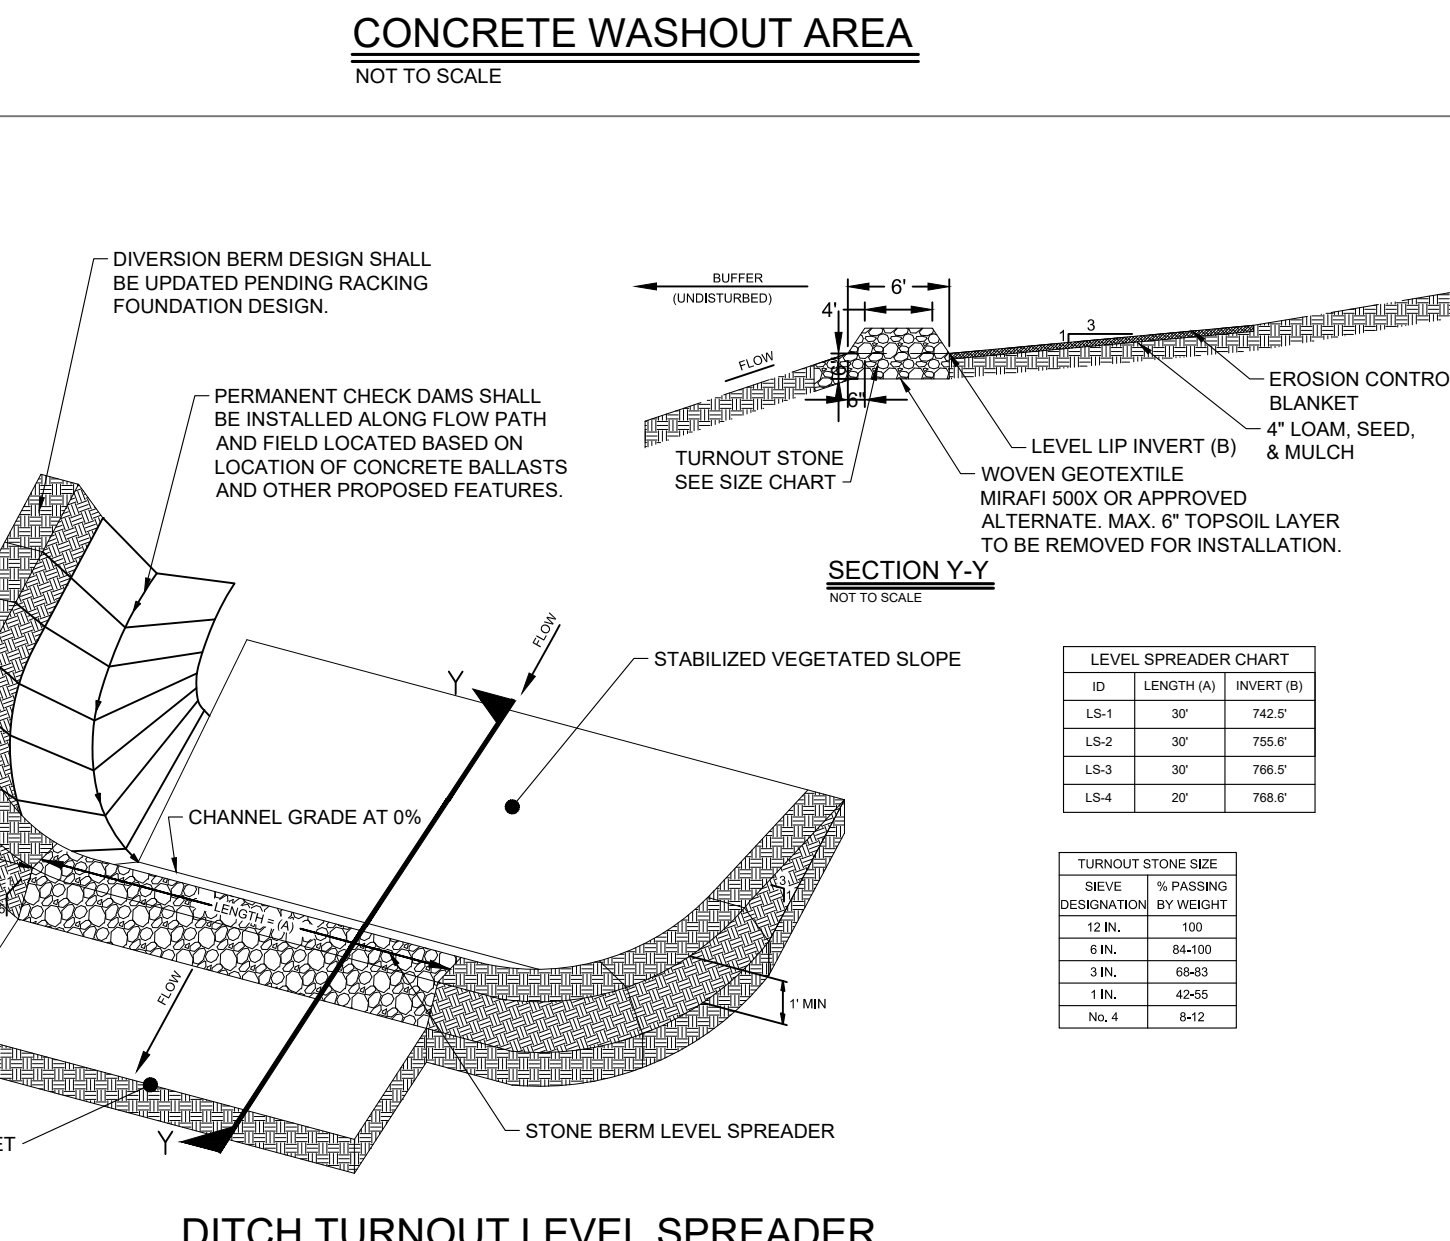 CONCRETE WASHOUT AREA
NOT TO SCALE
DIVERSION BERM DESIGN SHALL
BE UPDATED PENDING RACKING
FOUNDATION DESIGN.
PERMANENT CHECK DAMS SHALL
BE INSTALLED ALONG FLOW PATH
AND FIELD LOCATED BASED ON
LOCATION OF CONCRETE BALLASTS
AND OTHER PROPOSED FEATURES.
BUFFER
(UNDISTURBED)
6'
4'
FLOW
6"
1
3
EROSION CONTRO
BLANKET
4" LOAM, SEED,
& MULCH
LEVEL LIP INVERT (B)
TURNOUT STONE
SEE SIZE CHART
WOVEN GEOTEXTILE
MIRAFI 500X OR APPROVED
ALTERNATE. MAX. 6" TOPSOIL LAYER
TO BE REMOVED FOR INSTALLATION.
SECTION Y-Y
NOT TO SCALE
FLOW
Y
STABILIZED VEGETATED SLOPE
CHANNEL GRADE AT 0%
LENGTH = (A)
3
1
1' MIN
FLOW
Y
ET
STONE BERM LEVEL SPREADER
LEVEL SPREADER CHART
ID LENGTH (A) INVERT (B)
LS-1 30' 742.5'
LS-2 30' 755.6'
LS-3 30' 766.5'
LS-4 20' 768.6'
TURNOUT STONE SIZE
SIEVE DESIGNATION % PASSING BY WEIGHT
12 IN. 100
6 IN. 84-100
3 IN. 68-83
1 IN. 42-55
No. 4 8-12
DITCH TURNOUT LEVEL SPREADER